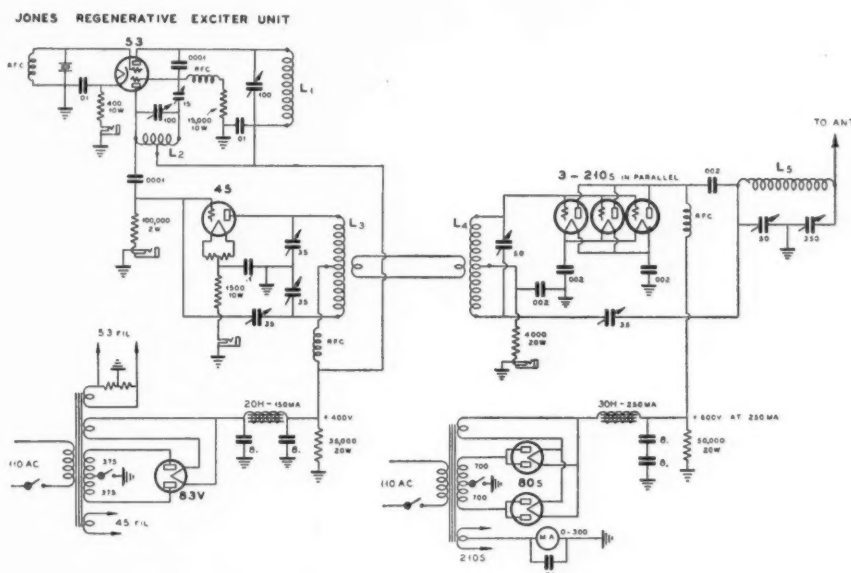 JONES REGENERATIVE EXCITER UNIT
53
.0001
RFC
RFC
.01
400
10W
100
15
15,000
10W
.01
100
L1
L2
.0001
45
L3
100,000
2W
1500
10W
.1
35
35
35
RFC
L4
50
3-210S IN PARALLEL
.002
L5
TO ANT
RFC
50
250
.002
.002
.002
4000
20W
35
53 FIL
20H-150MA
+ 400V
8.
8.
35,000
20W
110 AC
375
375
83V
45 FIL
30H-250MA
+ 600V AT 250MA
8.
8.
50,000
20W
110 AC
700
700
80S
210S
MA
0-300